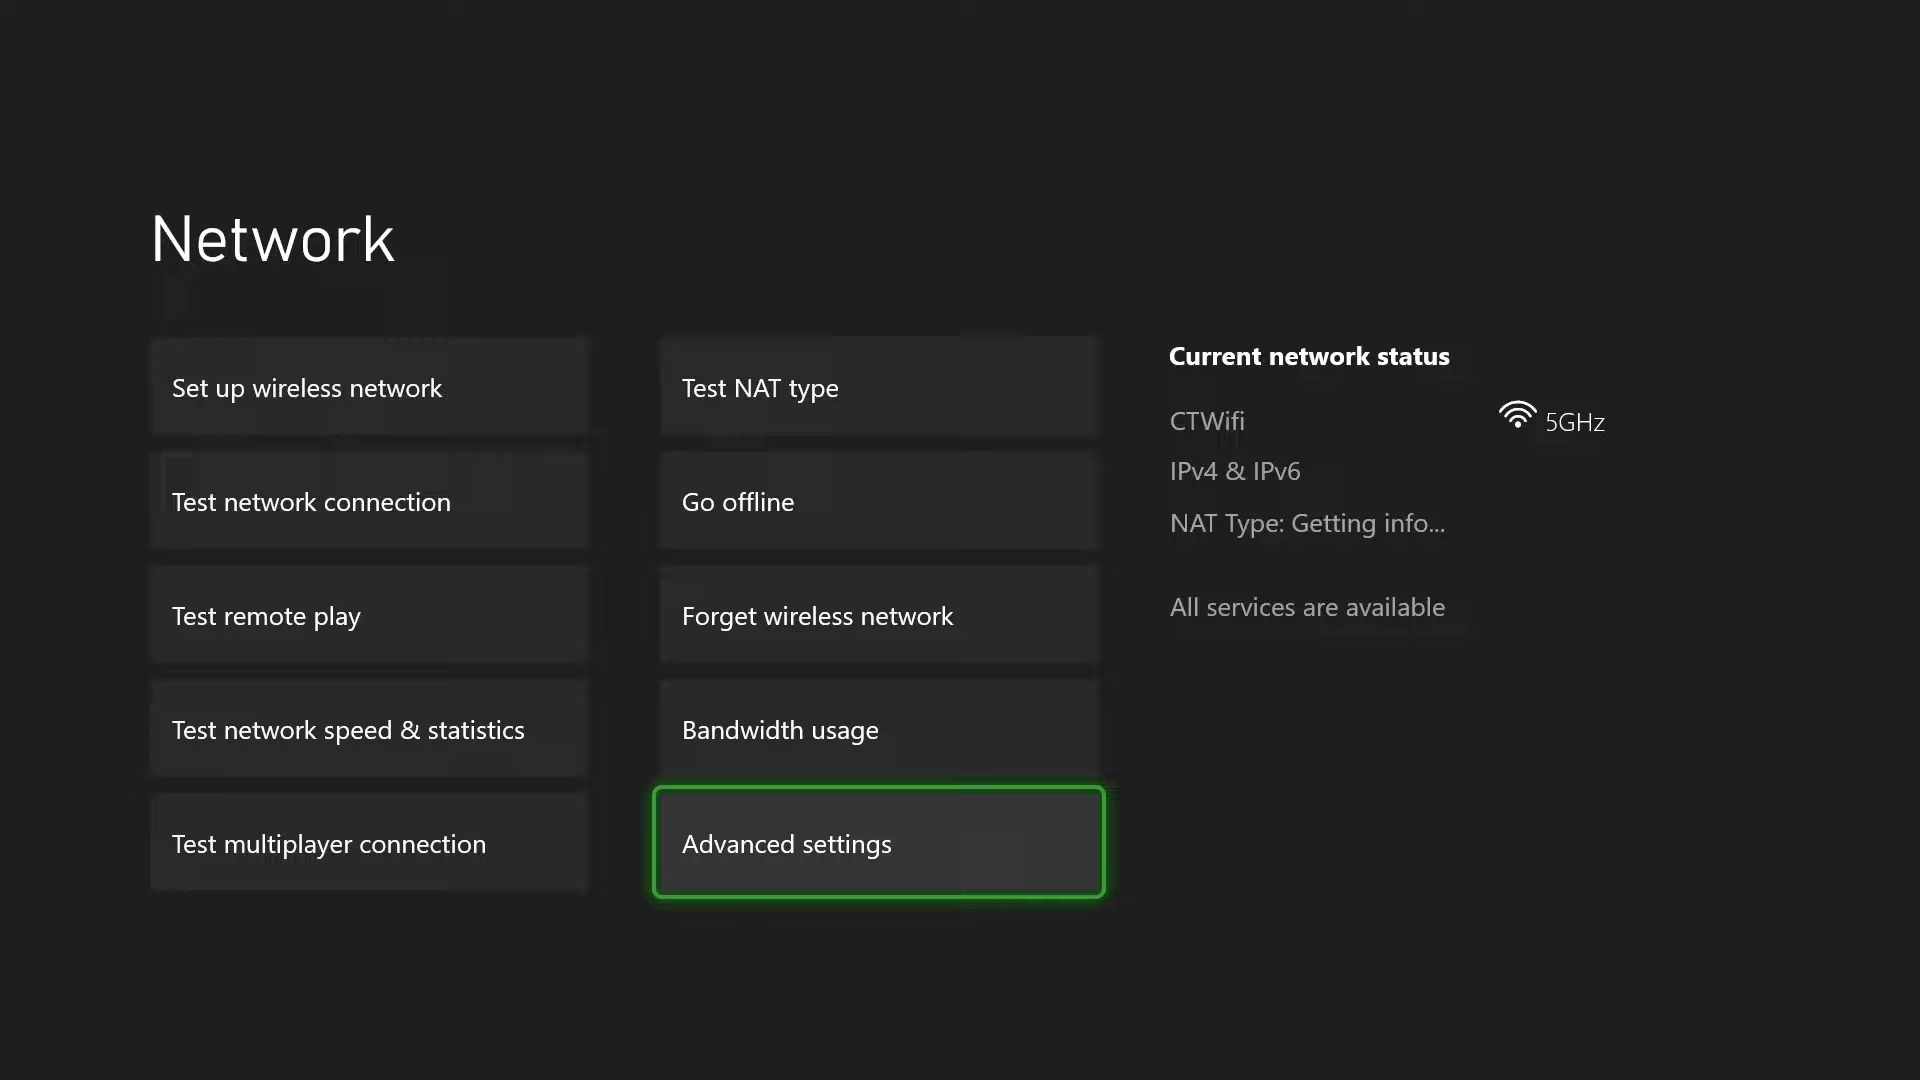 Network
Set up wireless network
Test network connection
Test remote play
Test network speed & statistics
Test multiplayer connection
Test NAT type
Go offline
Forget wireless network
Bandwidth usage
Advanced settings
Current network status
CTWifi 5GHz
IPv4 & IPv6
NAT Type: Getting info...
All services are available